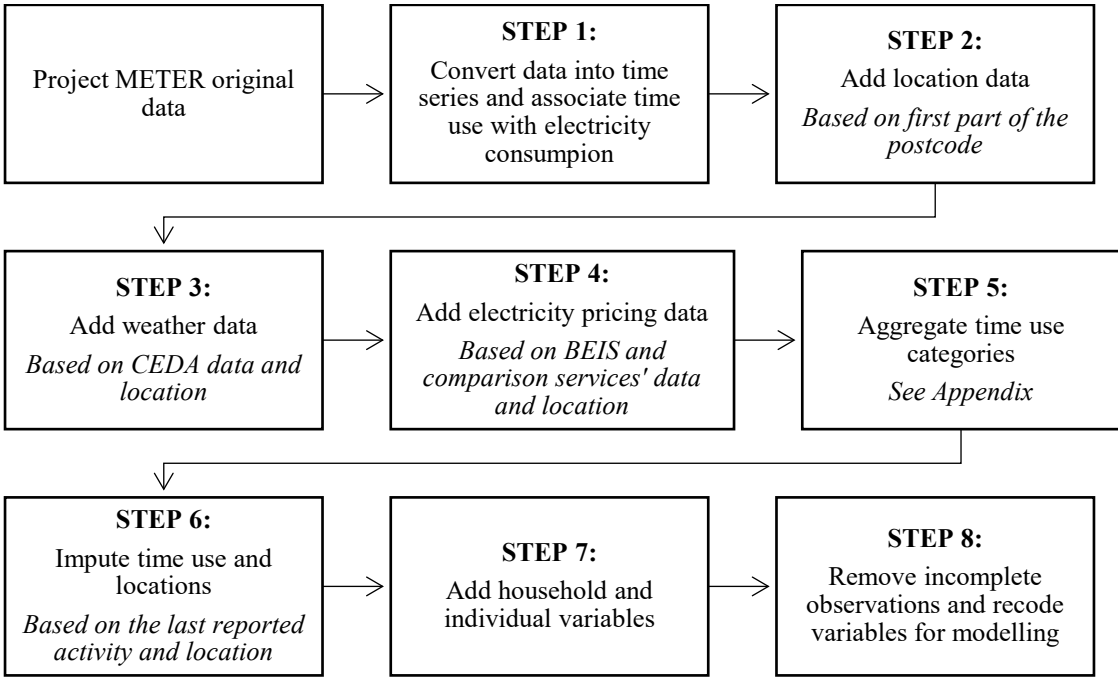 Project METER original
data
STEP 1:
Convert data into time
series and associate time
use with electricity
consumpion
STEP 2:
Add location data
Based on first part of the
postcode
STEP 3:
Add weather data
Based on CEDA data and
location
STEP 4:
Add electricity pricing data
Based on BEIS and
comparison services' data
and location
STEP 5:
Aggregate time use
categories
See Appendix
STEP 6:
Impute time use and
locations
Based on the last reported
activity and location
STEP 7:
Add household and
individual variables
STEP 8:
Remove incomplete
observations and recode
variables for modelling